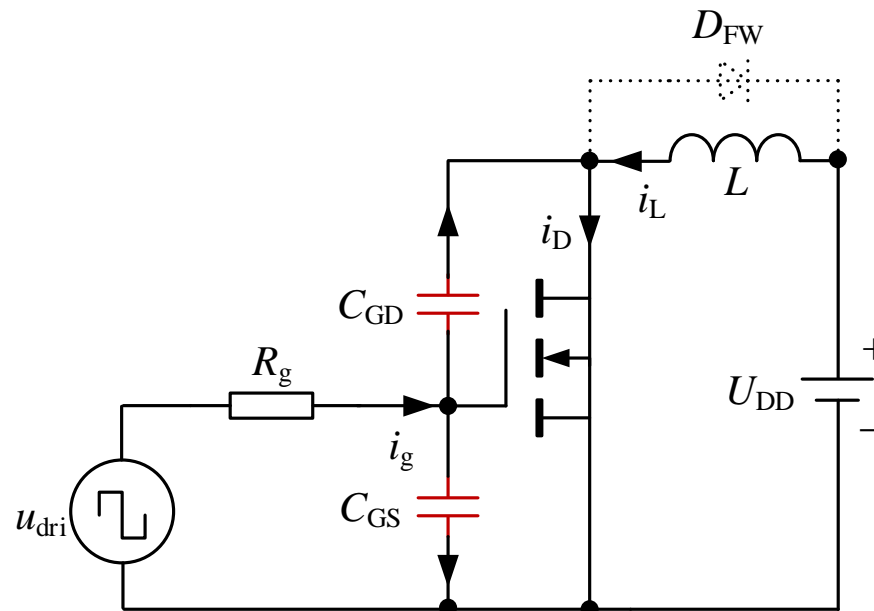 D_FW
L
i_L
i_D
C_GD
R_g
+
U_DD
−
i_g
C_GS
u_dri